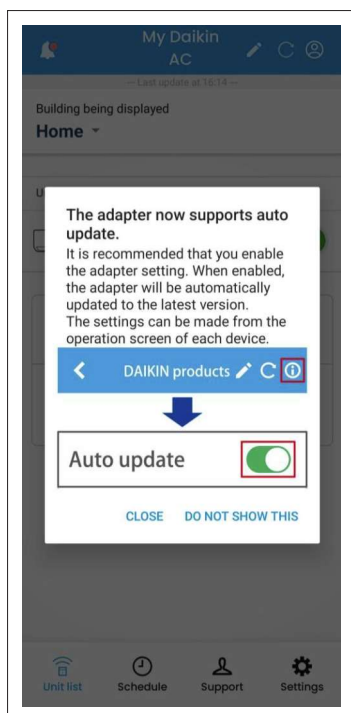 My Daikin
AC
— Last update at 16:14 —
Building being displayed
Home
U
The adapter now supports auto
update.
It is recommended that you enable
the adapter setting. When enabled,
the adapter will be automatically
updated to the latest version.
The settings can be made from the
operation screen of each device.
DAIKIN products
Auto update
CLOSE DO NOT SHOW THIS
Unit list Schedule Support Settings